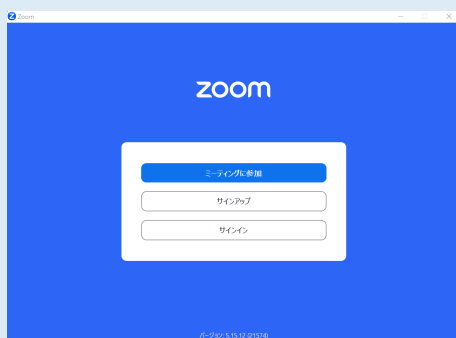 Zoom
zoom
ミーティングに参加
サインアップ
サインイン
バージョン: 5.15.12 (21574)